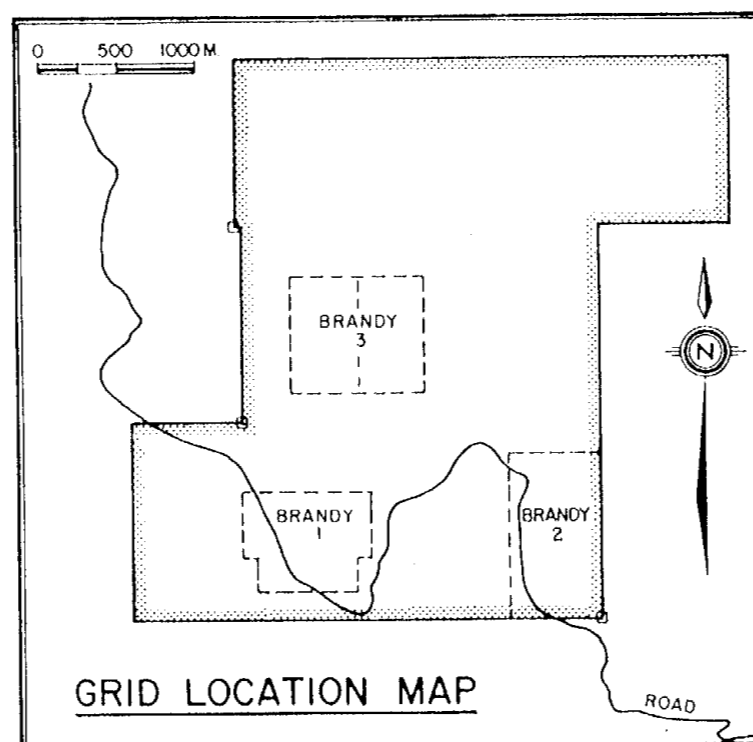 0 500 1000 M.
BRANDY
3
N
BRANDY
1
BRANDY
2
GRID LOCATION MAP
ROAD